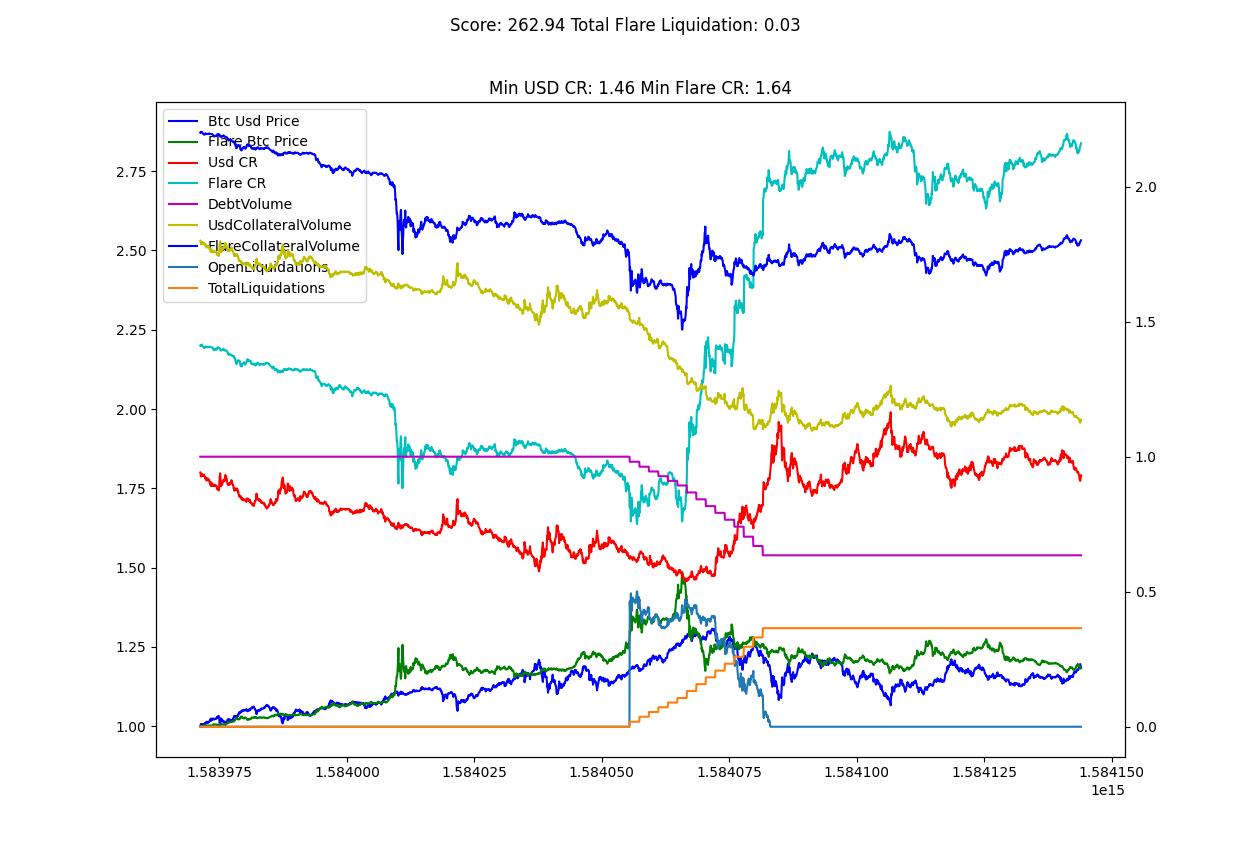 Score: 262.94 Total Flare Liquidation: 0.03
Min USD CR: 1.46 Min Flare CR: 1.64
Btc Usd Price
Flare Btc Price
Usd CR
Flare CR
DebtVolume
UsdCollateralVolume
FlareCollateralVolume
OpenLiquidations
TotalLiquidations
2.75
2.50
2.25
2.00
1.75
1.50
1.25
1.00
2.0
1.5
1.0
0.5
0.0
1.583975
1.584000
1.584025
1.584050
1.584075
1.584100
1.584125
1.584150
1e15